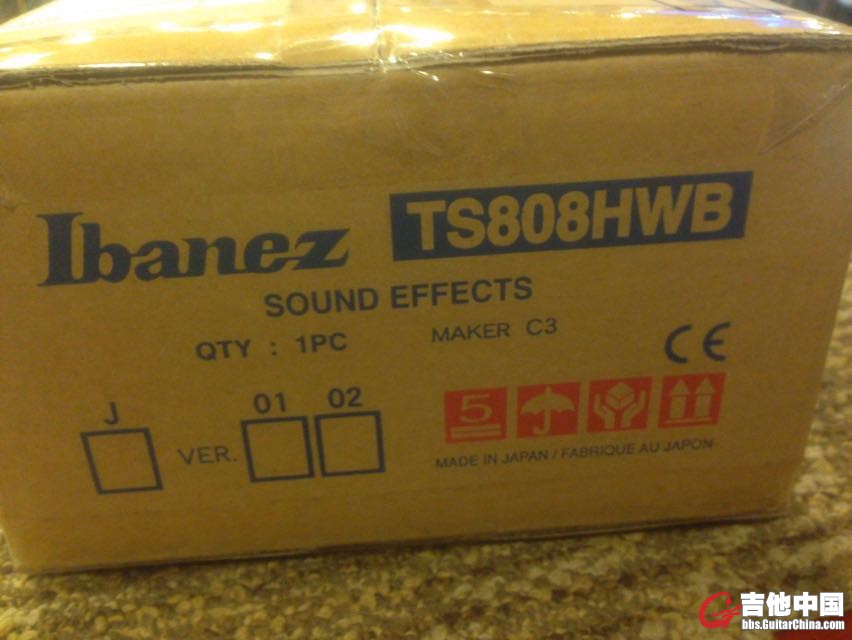 Ibanez TS808HWB
SOUND EFFECTS
QTY : 1PC MAKER C3
CE
J VER. 01 02
5
MADE IN JAPAN / FABRIQUE AU JAPON
吉他中国
bbs.GuitarChina.com